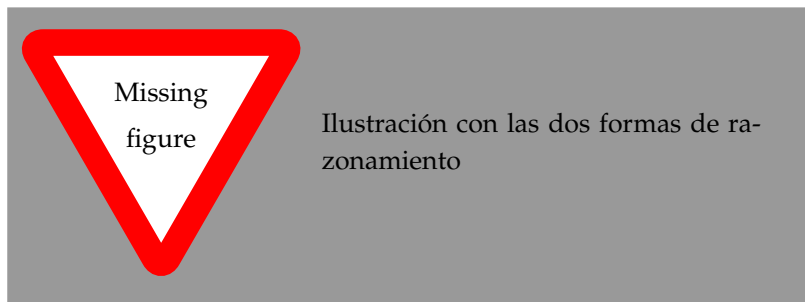 Missing
figure
Ilustración con las dos formas de ra-
zonamiento